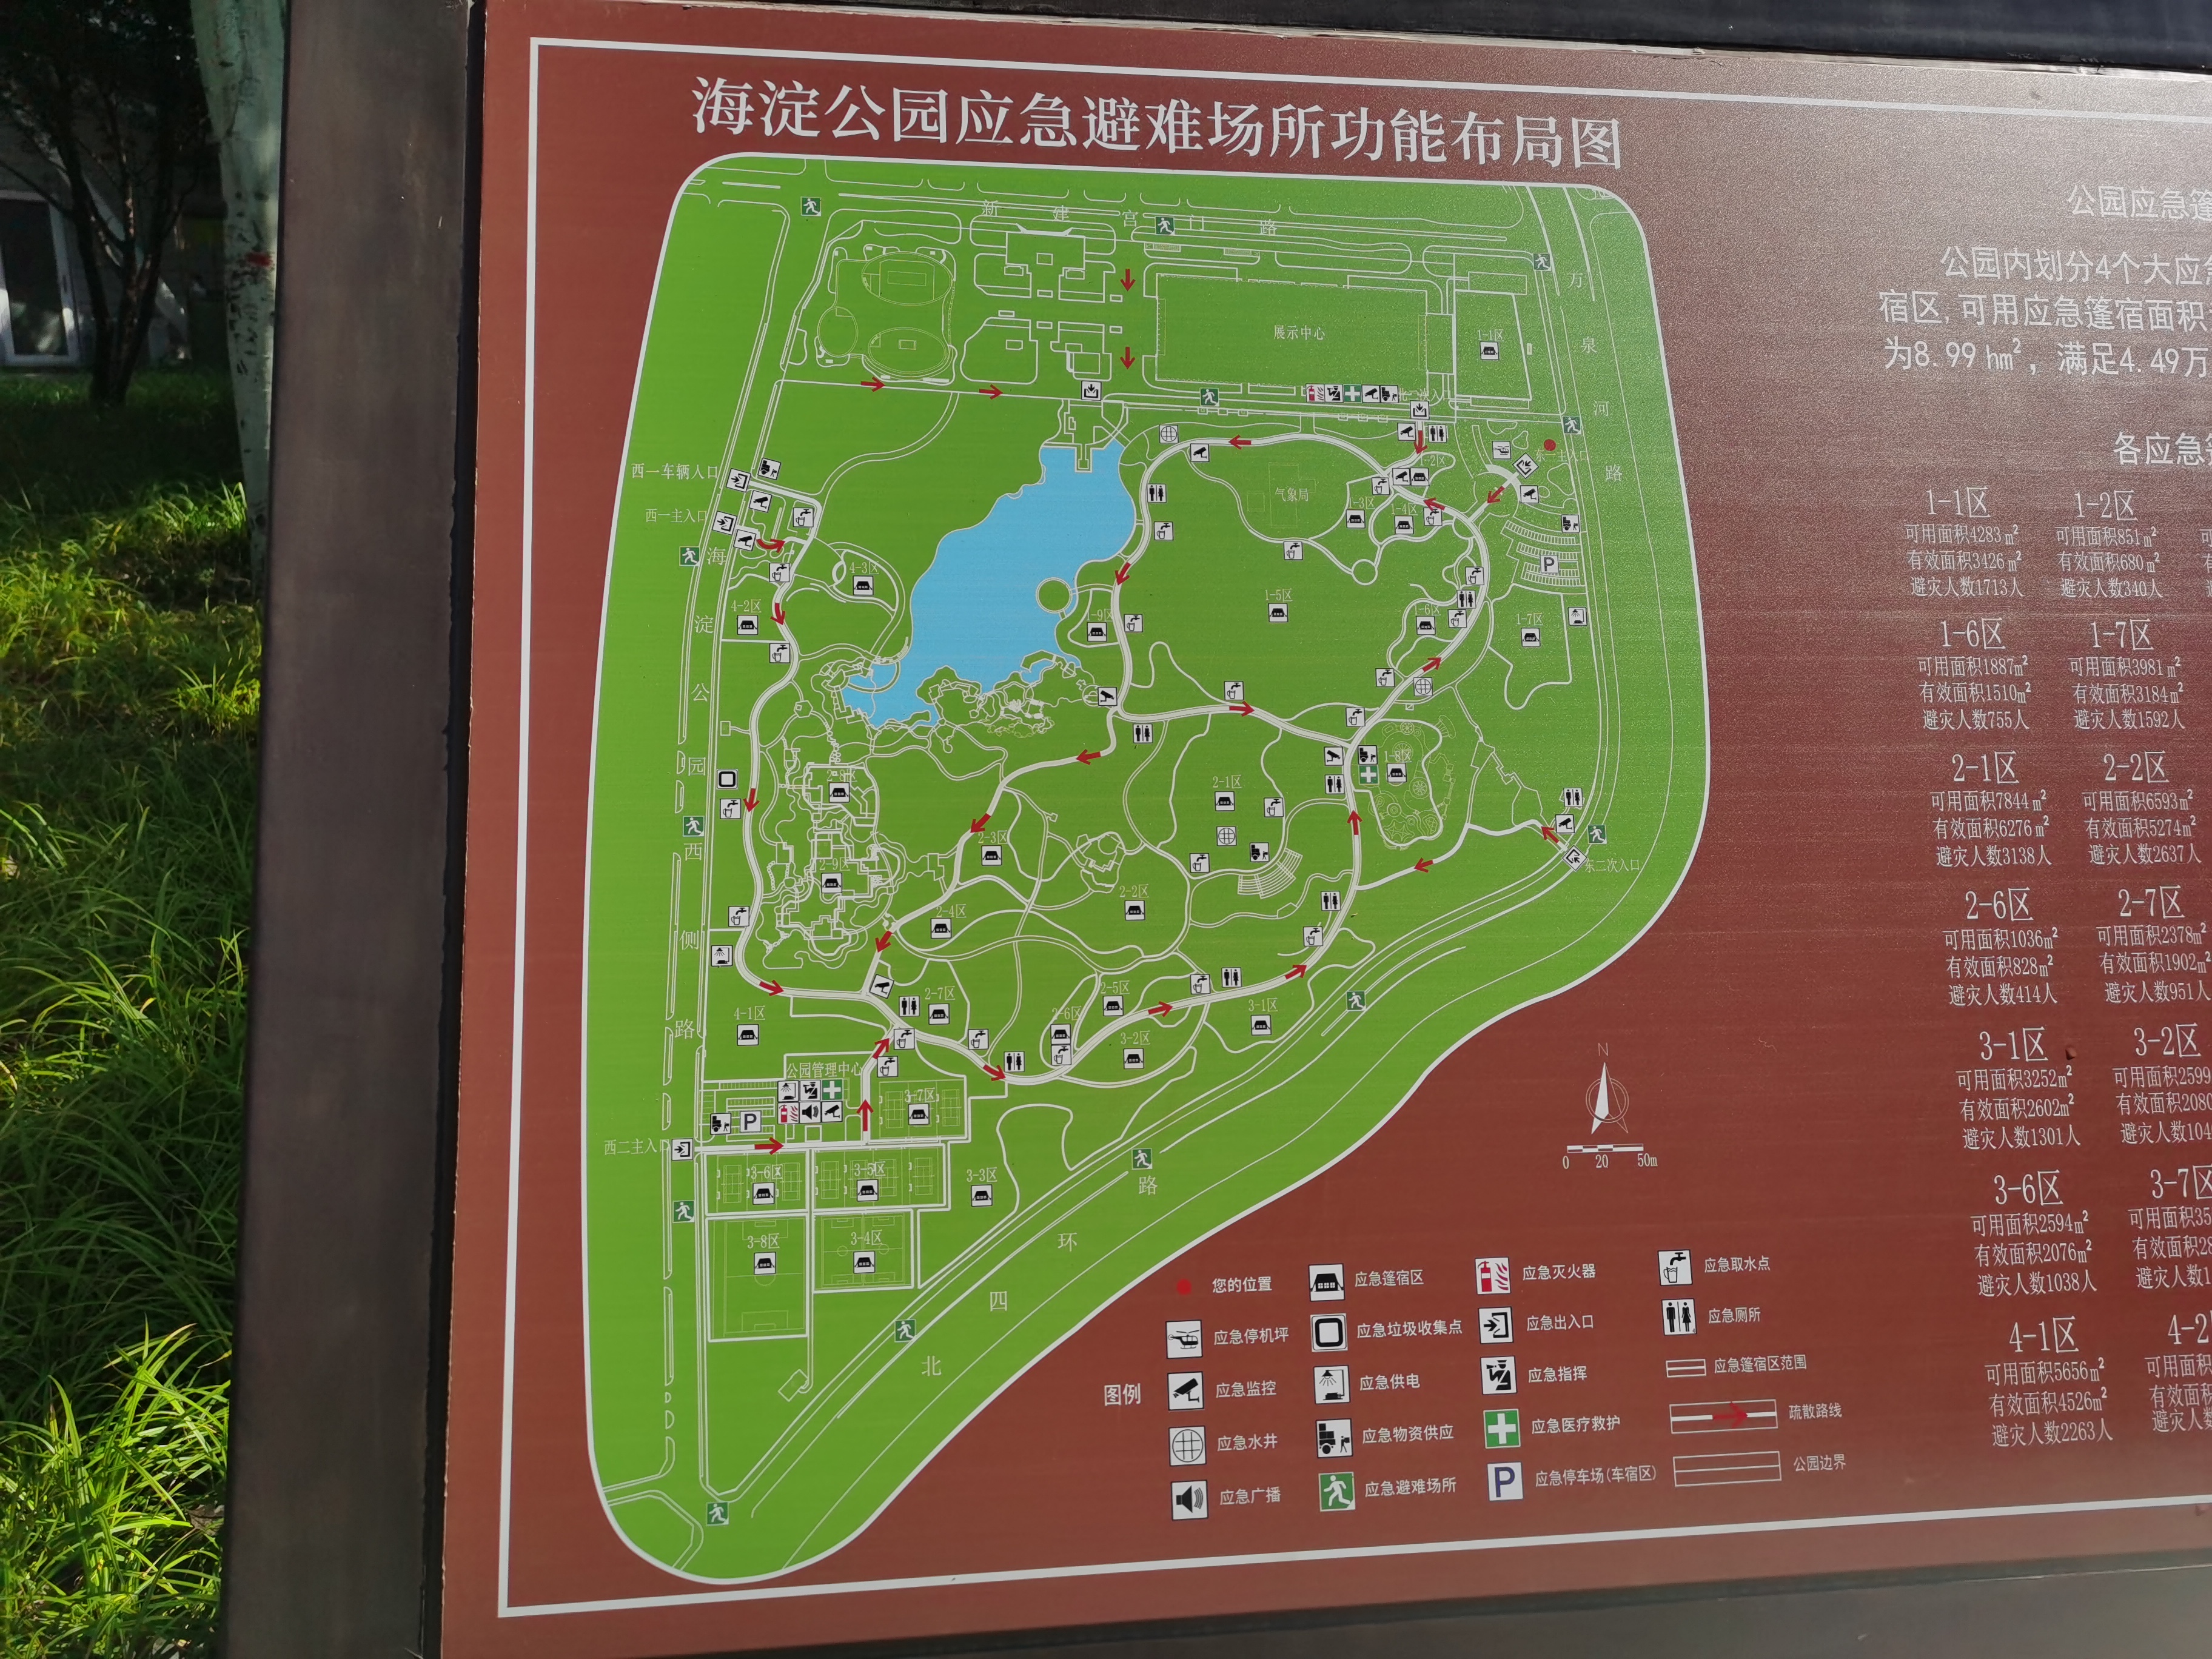 海淀公园应急避难场所功能布局图
新建宫门路
万泉河路
展示中心
1-1区
北二次入口
东一主入口
西一车辆入口
西一主入口
海淀公园西侧路
气象局
1-2区
1-3区
1-4区
4-3区
4-2区
1-5区
1-9区
1-6区
1-7区
P
2-8区
2-1区
1-8区
2-3区
2-9区
2-2区
东二次入口
2-4区
2-7区
2-5区
2-6区
3-1区
4-1区
3-2区
公园管理中心
3-7区
P
西二主入口
3-6区
3-5区
3-3区
3-8区
3-4区
北四环路
N
0 20 50m
图例
您的位置
应急停机坪
应急监控
应急水井
应急广播
应急篷宿区
应急垃圾收集点
应急供电
应急物资供应
应急避难场所
应急灭火器
应急出入口
应急指挥
应急医疗救护
P 应急停车场(车宿区)
应急取水点
应急厕所
应急篷宿区范围
疏散路线
公园边界
公园应急篷
公园内划分4个大应急
宿区,可用应急篷宿面积
为8.99 h㎡,满足4.49万
各应急
1-1区 1-2区
可用面积4283㎡ 可用面积851㎡
有效面积3426㎡ 有效面积680㎡
避灾人数1713人 避灾人数340人
1-6区 1-7区
可用面积1887㎡ 可用面积3981㎡
有效面积1510㎡ 有效面积3184㎡
避灾人数755人 避灾人数1592人
2-1区 2-2区
可用面积7844㎡ 可用面积6593㎡
有效面积6276㎡ 有效面积5274㎡
避灾人数3138人 避灾人数2637人
2-6区 2-7区
可用面积1036㎡ 可用面积2378㎡
有效面积828㎡ 有效面积1902㎡
避灾人数414人 避灾人数951人
3-1区 3-2区
可用面积3252㎡ 可用面积2599
有效面积2602㎡ 有效面积2080
避灾人数1301人 避灾人数104
3-6区 3-7区
可用面积2594㎡ 可用面积35
有效面积2076㎡ 有效面积28
避灾人数1038人 避灾人数1
4-1区 4-2
可用面积5656㎡ 可用面积
有效面积4526㎡ 有效面积
避灾人数2263人 避灾人数